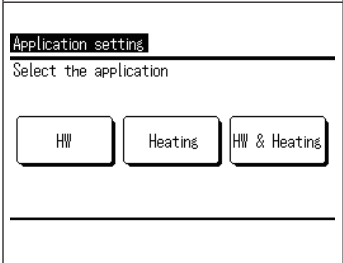 Application setting
Select the application
HW
Heating
HW & Heating